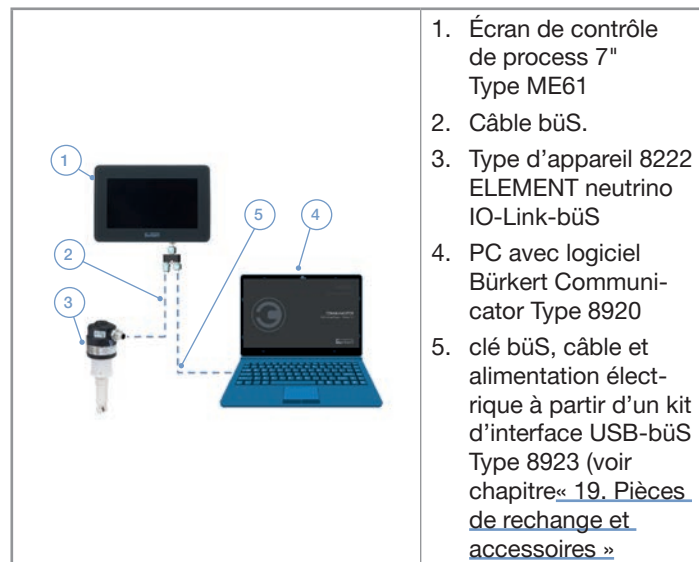 1
2
3
4
5
1. Écran de contrôle
de process 7"
Type ME61
2. Câble büS.
3. Type d’appareil 8222
ELEMENT neutrino
IO-Link-büS
4. PC avec logiciel
Bürkert Communi-
cator Type 8920
5. clé büS, câble et
alimentation élect-
rique à partir d’un kit
d’interface USB-büS
Type 8923 (voir
chapitre« 19. Pièces
de rechange et
accessoires »